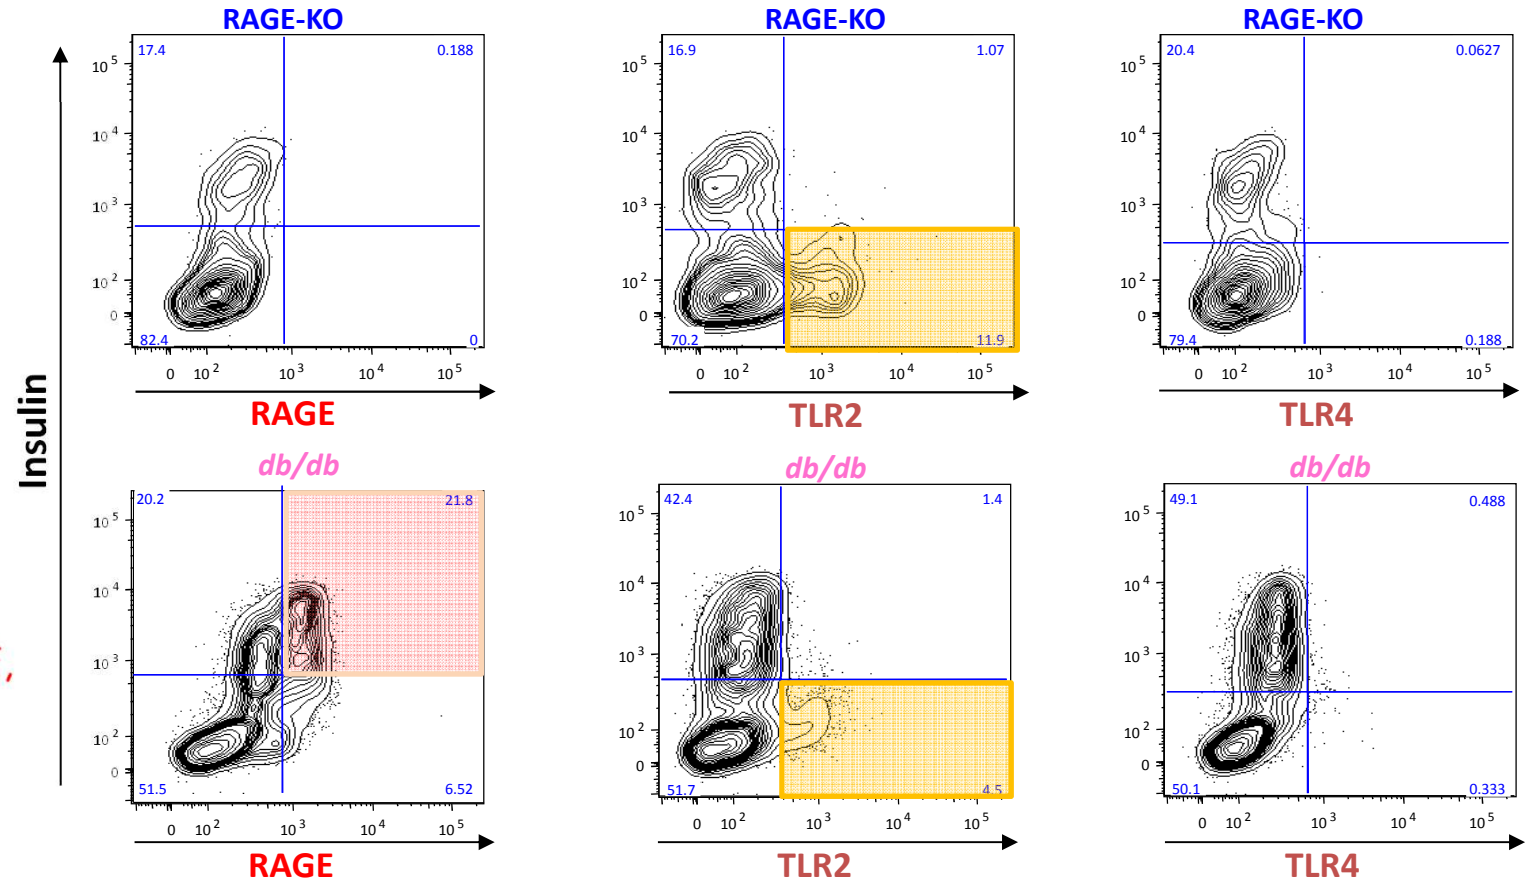 RAGE-KO RAGE-KO RAGE-KO
17.4 0.188 16.9 1.07 20.4 0.0627
10^5 10^5 10^5
10^4 10^4 10^4
10^3 10^3 10^3
10^2 10^2 10^2
0 0 0
82.4 0 70.2 11.9 79.4 0.188
0 10^2 10^3 10^4 10^5 0 10^2 10^3 10^4 10^5 0 10^2 10^3 10^4 10^5
RAGE TLR2 TLR4
Insulin
db/db db/db db/db
20.2 21.8 42.4 1.4 49.1 0.488
10^5 10^5 10^5
10^4 10^4 10^4
10^3 10^3 10^3
10^2 10^2 10^2
0 0 0
51.5 6.52 51.7 4.5 50.1 0.333
0 10^2 10^3 10^4 10^5 0 10^2 10^3 10^4 10^5 0 10^2 10^3 10^4 10^5
RAGE TLR2 TLR4